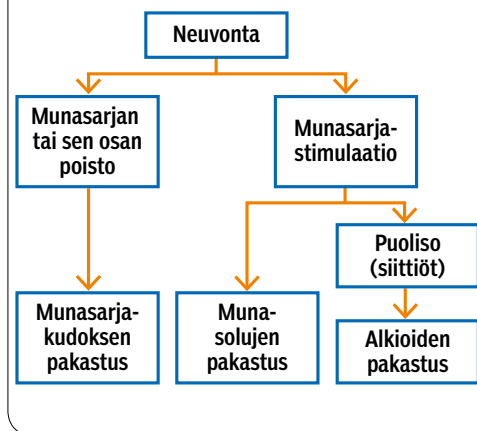 Neuvonta
Munasarjan
tai sen osan
poisto
Munasarja-
stimulaatio
Puoliso
(siittiöt)
Munasarja-
kudoksen
pakastus
Muna-
solujen
pakastus
Alkioiden
pakastus